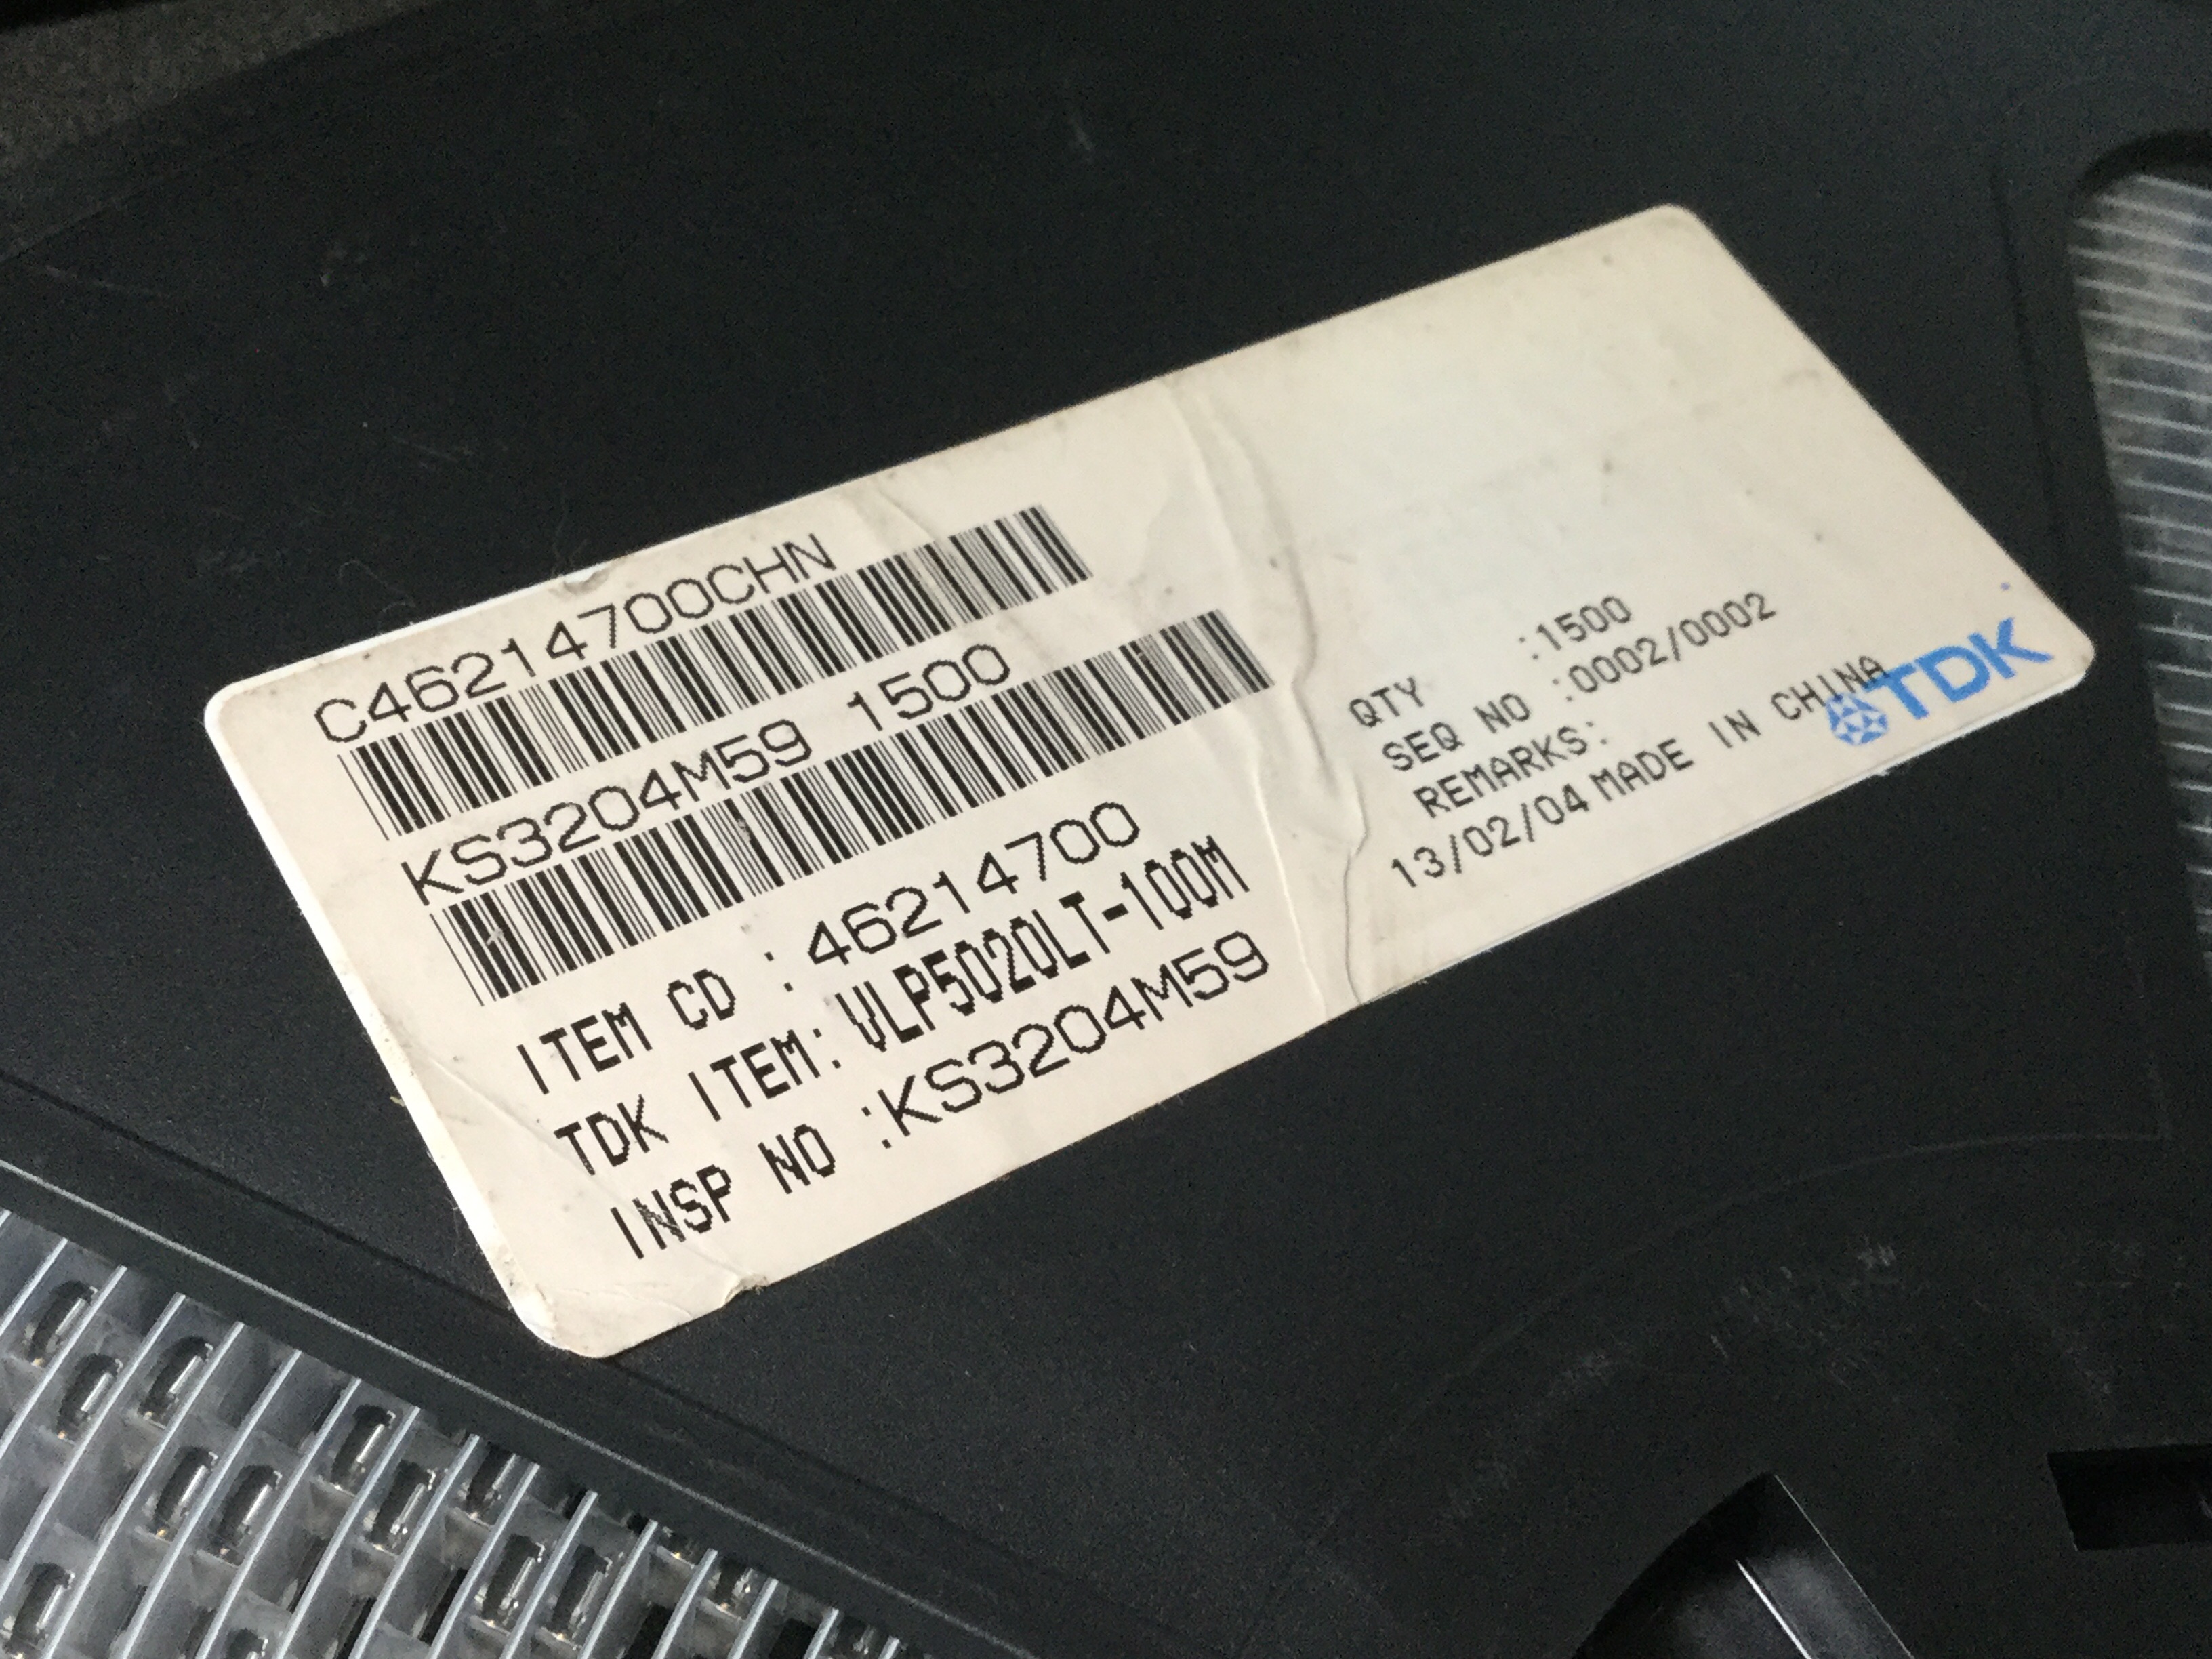 C46214700CHN
KS3204M59 1500
ITEM CD : 46214700
TDK ITEM: VLP5020LT-100M
INSP NO :KS3204M59
QTY :1500
SEQ NO :0002/0002
REMARKS:
13/02/04 MADE IN CHINA
TDK